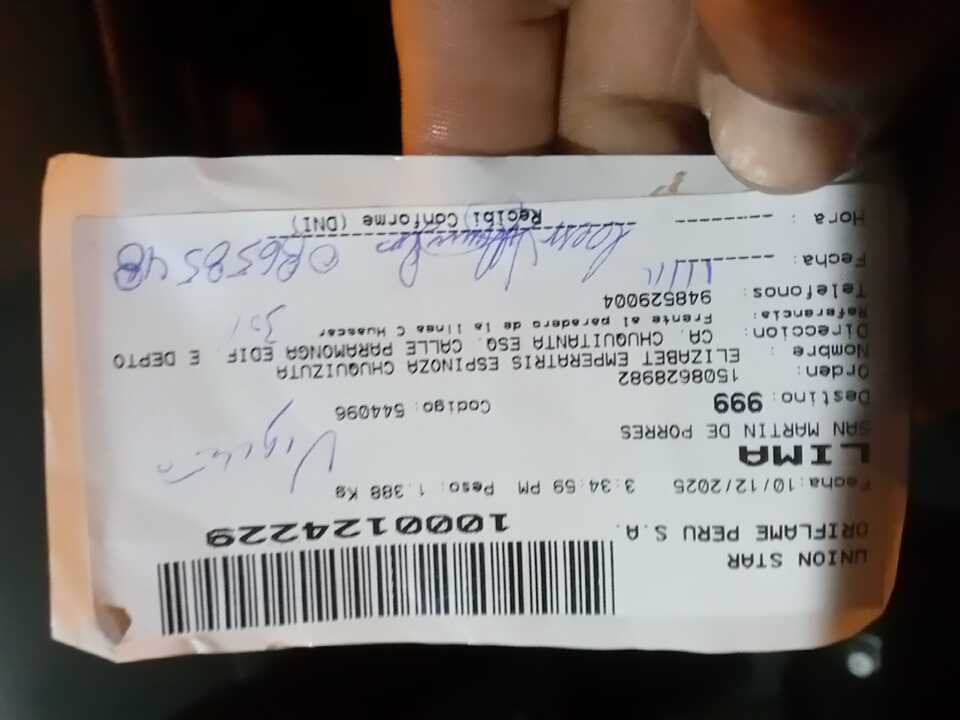 UNION STAR
ORIFLAME PERU S.A.
1000124229
Fecha: 10/12/2025 3:34:59 PM Peso: 1.388 Kg
LIMA
SAN MARTIN DE PORRES
Destino: 999 Codigo: 544096
Orden: 1508628982
Nombre : ELIZABET EMPERATRIS ESPINOZA CHUQUIZUTA
Direccion: CA. CHUQUITANTA ESQ. CALLE PARAMONGA EDIF. E DEPTO
301
Referencia: Frente al paradero de la linea C Huascar
Telefonos: 948529004
Fecha: ---------
Hora : ---------
Recibi Conforme (DNI)